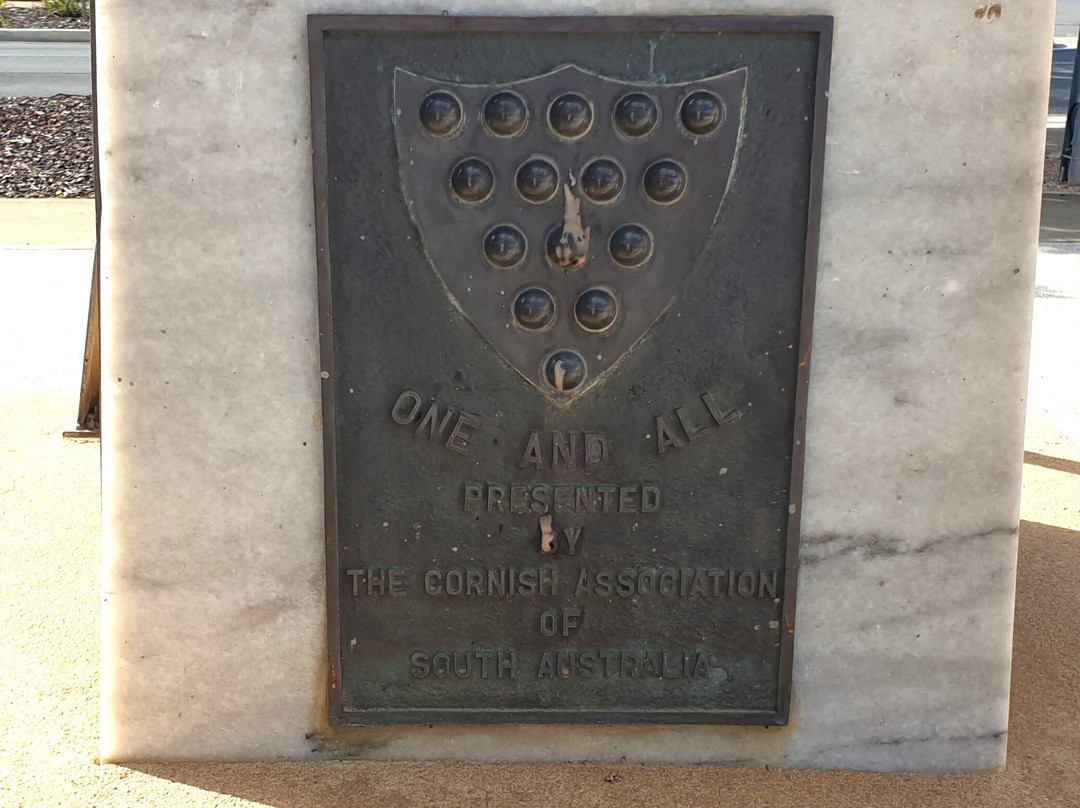 ONE AND ALL
PRESENTED
BY
THE CORNISH ASSOCIATION
OF
SOUTH AUSTRALIA